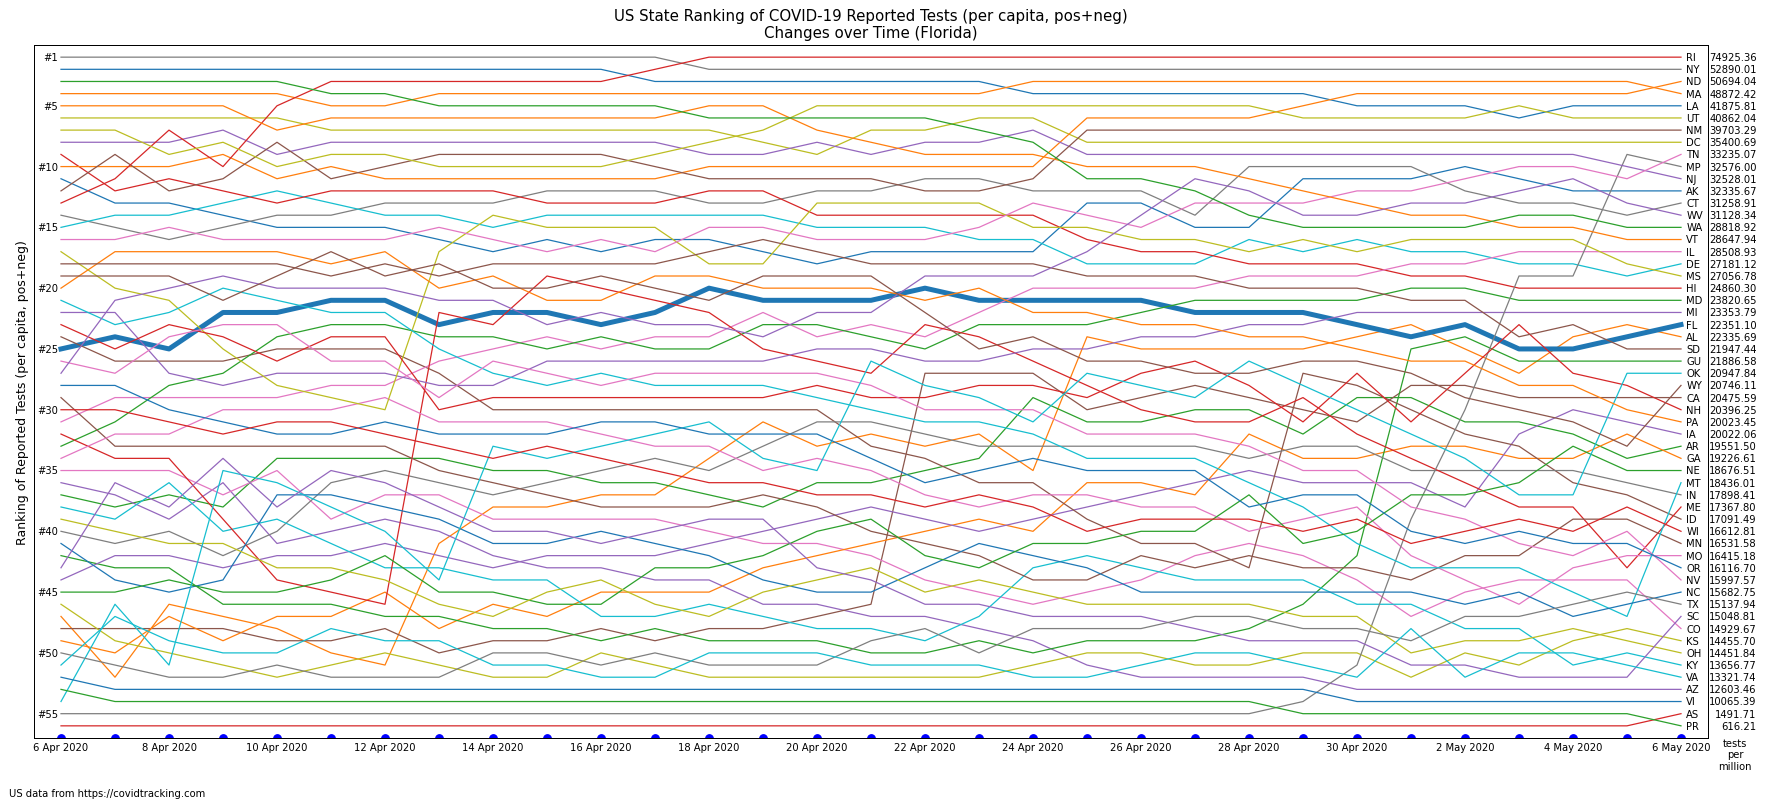 US State Ranking of COVID-19 Reported Tests (per capita, pos+neg)
Changes over Time (Florida)
Ranking of Reported Tests (per capita, pos+neg)
#1
#5
#10
#15
#20
#25
#30
#35
#40
#45
#50
#55
RI 74925.36
NY 52890.01
ND 50694.04
MA 48872.42
LA 41875.81
UT 40862.04
NM 39703.29
DC 35400.69
TN 33235.07
MP 32576.00
NJ 32528.01
AK 32335.67
CT 31258.91
WV 31128.34
WA 28818.92
VT 28647.94
IL 28508.93
DE 27181.12
MS 27056.78
HI 24860.30
MD 23820.65
MI 23353.79
FL 22351.10
AL 22335.69
SD 21947.44
GU 21886.58
OK 20947.84
WY 20746.11
CA 20475.59
NH 20396.25
PA 20023.45
IA 20022.06
AR 19551.50
GA 19226.61
NE 18676.51
MT 18436.01
IN 17898.41
ME 17367.80
ID 17091.49
WI 16612.81
MN 16531.58
MO 16415.18
OR 16116.70
NV 15997.57
NC 15682.75
TX 15137.94
SC 15048.81
CO 14929.67
KS 14455.70
OH 14451.84
KY 13656.77
VA 13321.74
AZ 12603.46
VI 10065.39
AS 1491.71
PR 616.21
6 Apr 2020 8 Apr 2020 10 Apr 2020 12 Apr 2020 14 Apr 2020 16 Apr 2020 18 Apr 2020 20 Apr 2020 22 Apr 2020 24 Apr 2020 26 Apr 2020 28 Apr 2020 30 Apr 2020 2 May 2020 4 May 2020 6 May 2020
tests
per
million
US data from https://covidtracking.com